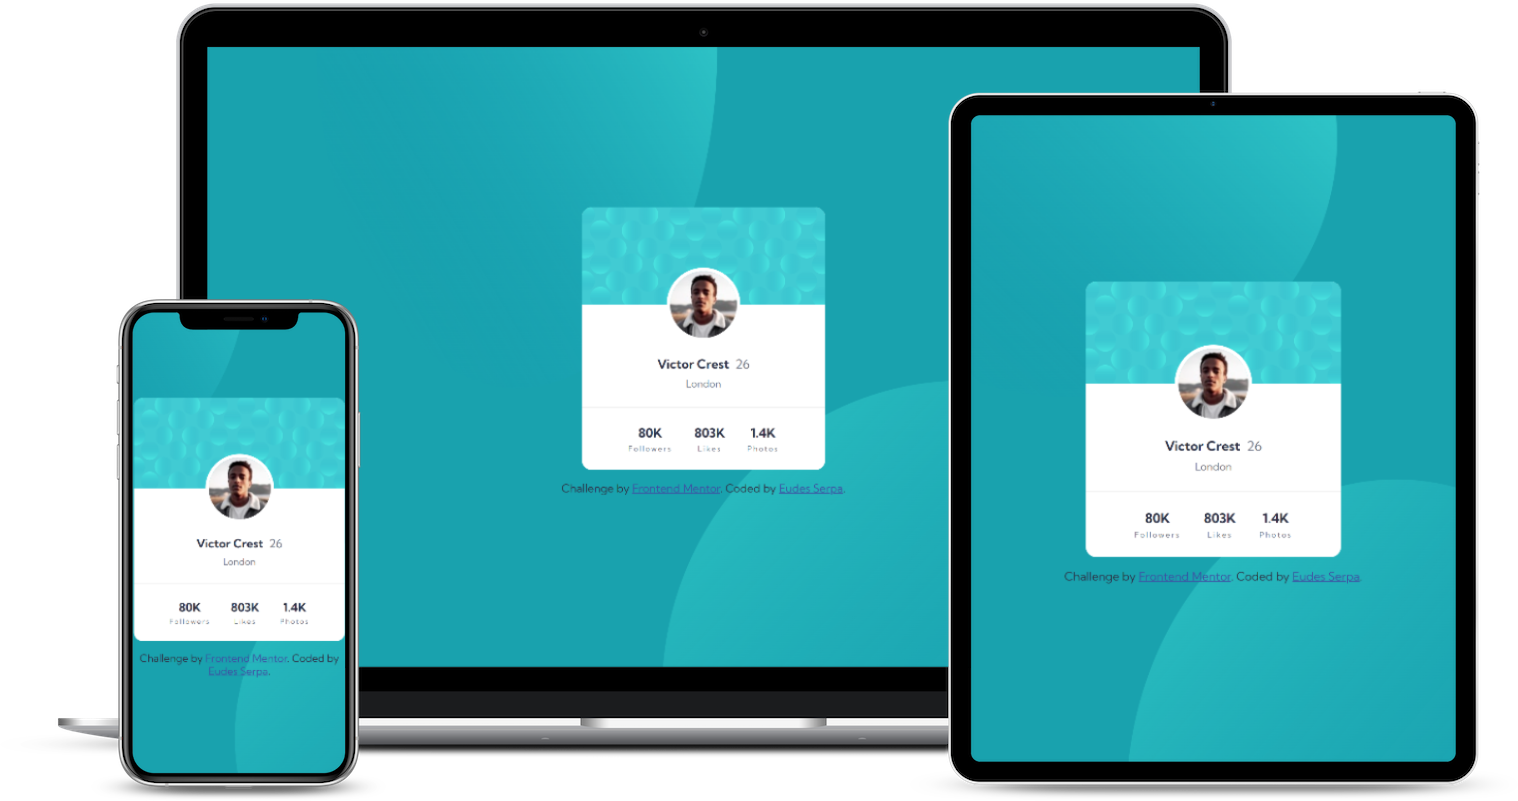 Victor Crest 26
London
80K 803K 1.4K
Followers Likes Photos
Challenge by Frontend Mentor. Coded by Eudes Serpa.
Victor Crest 26
London
80K 803K 1.4K
Followers Likes Photos
Challenge by Frontend Mentor. Coded by Eudes Serpa.
Victor Crest 26
London
80K 803K 1.4K
Followers Likes Photos
Challenge by Frontend Mentor. Coded by
Eudes Serpa.